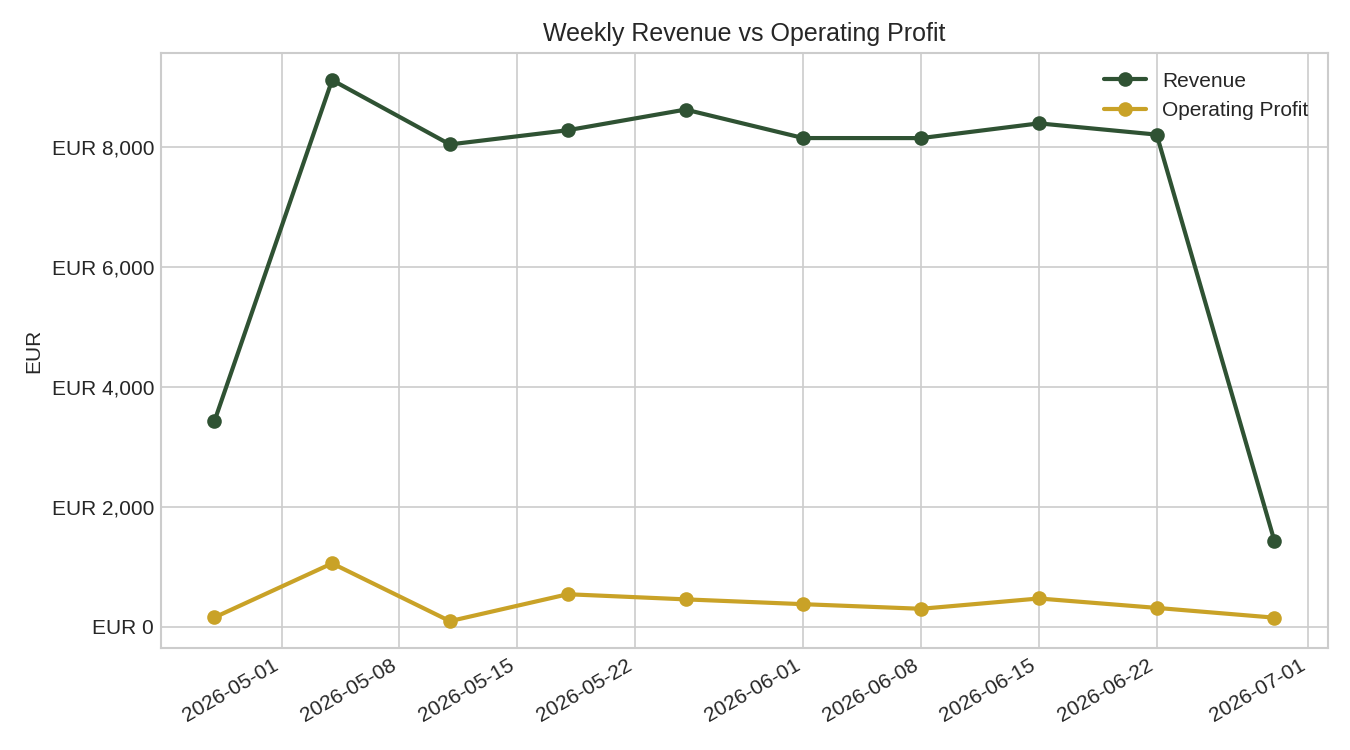 Weekly Revenue vs Operating Profit
Revenue
Operating Profit
EUR 8,000
EUR 6,000
EUR 4,000
EUR 2,000
EUR 0
EUR
2026-05-01
2026-05-08
2026-05-15
2026-05-22
2026-06-01
2026-06-08
2026-06-15
2026-06-22
2026-07-01